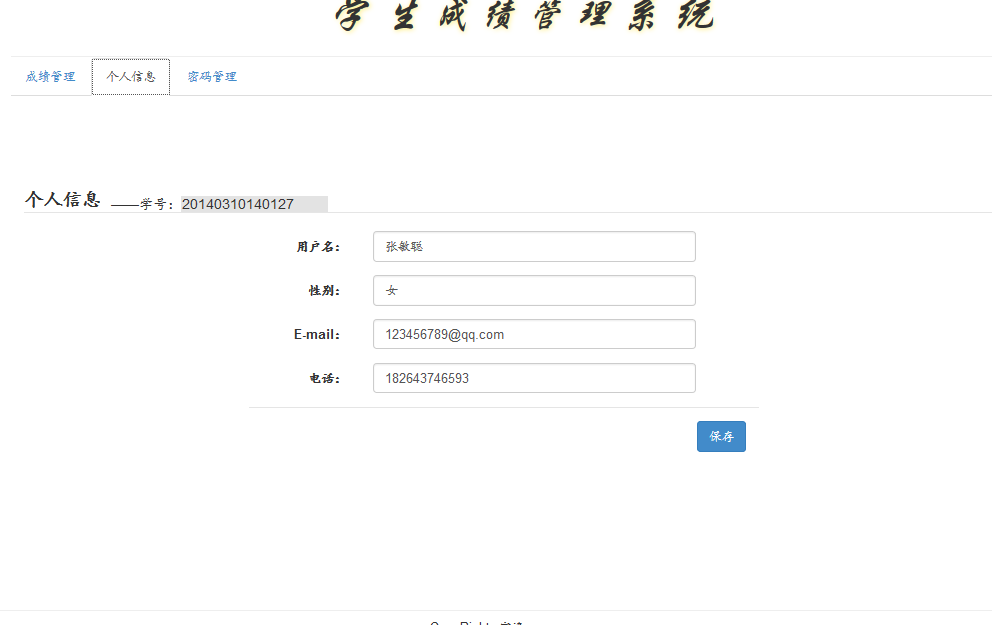 学生成绩管理系统
成绩管理 个人信息 密码管理
个人信息 ——学号：20140310140127
用户名： 张敏聪
性别： 女
E-mail： 123456789@qq.com
电话： 182643746593
保存